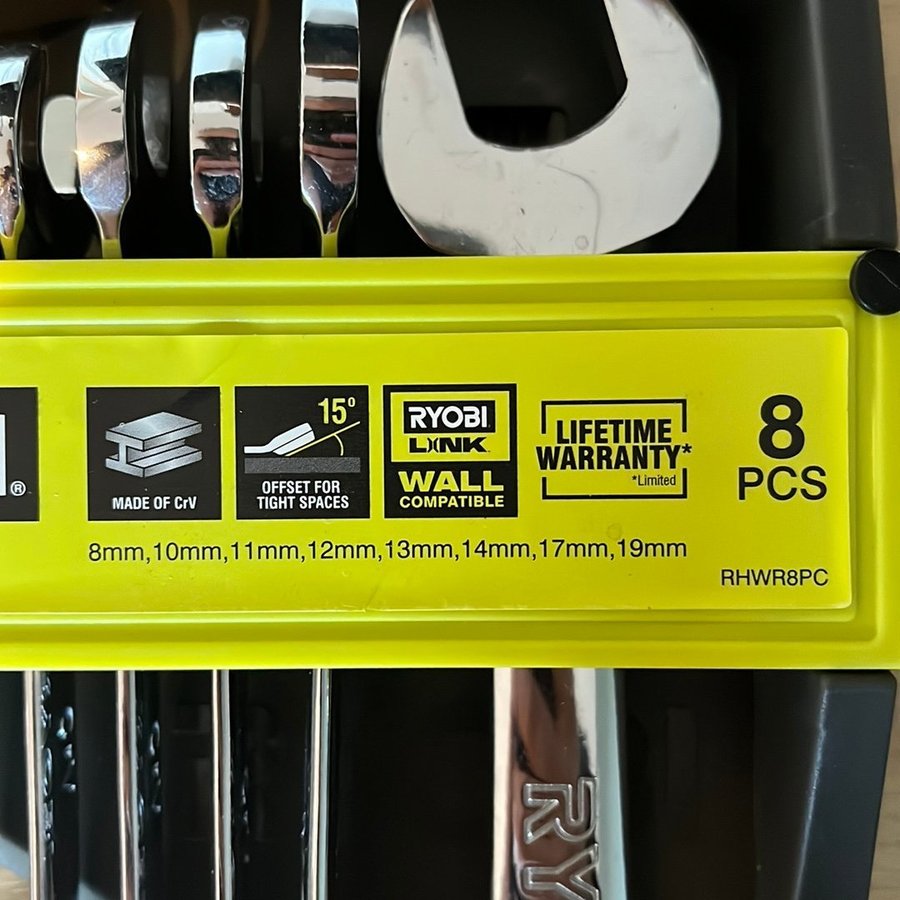 ®
MADE OF CrV
15°
OFFSET FOR
TIGHT SPACES
RYOBI
LINK
WALL
COMPATIBLE
LIFETIME
WARRANTY*
*Limited
8
PCS
8mm,10mm,11mm,12mm,13mm,14mm,17mm,19mm
RHWR8PC
RY